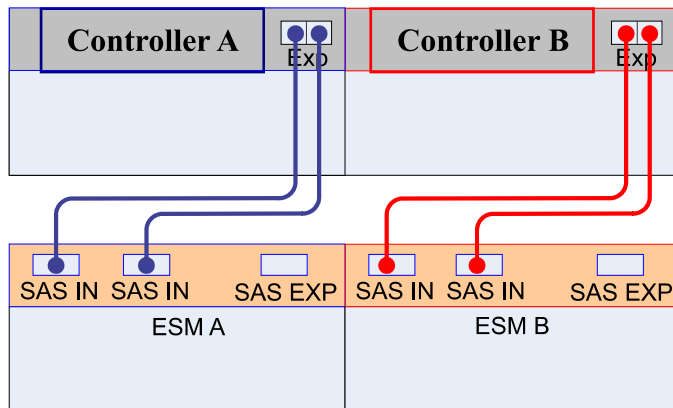 Controller A
Exp
Controller B
Exp
SAS IN
SAS IN
SAS EXP
SAS IN
SAS IN
SAS EXP
ESM A
ESM B